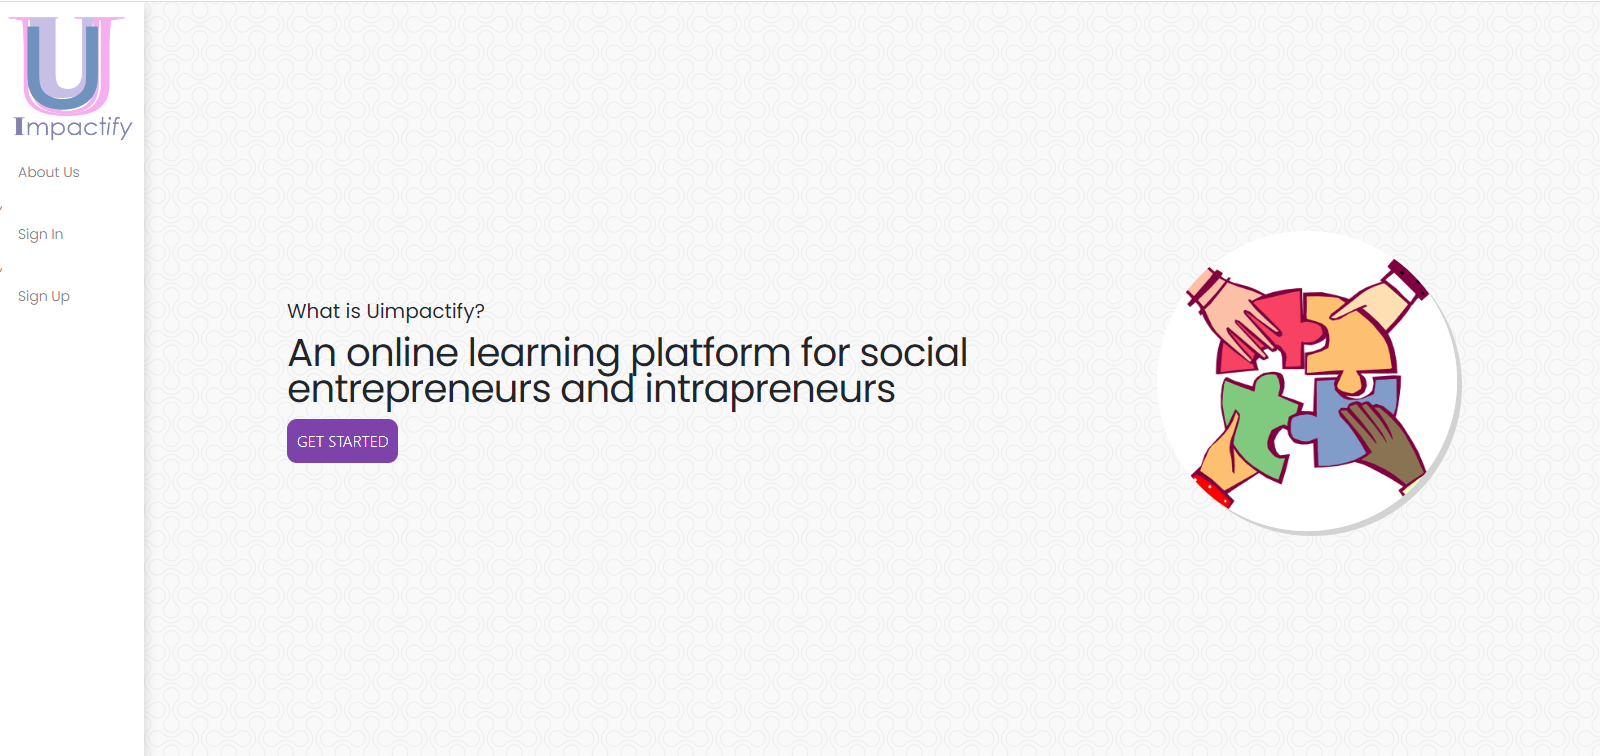 U
Impactify
About Us
Sign In
Sign Up
What is Uimpactify?
An online learning platform for social
entrepreneurs and intrapreneurs
GET STARTED